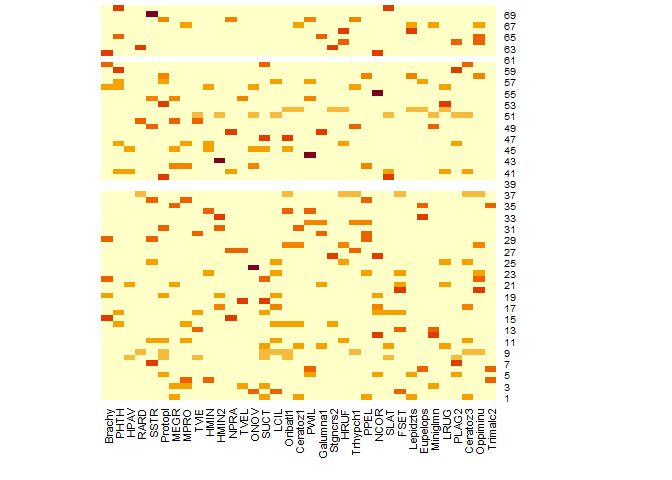 69
67
65
63
61
59
57
55
53
51
49
47
45
43
41
39
37
35
33
31
29
27
25
23
21
19
17
15
13
11
9
7
5
3
1
Brachy
PHTH
HPAV
RARD
SSTR
Protopl
MEGR
MPRO
TVIE
HMIN
HMIN2
NPRA
TVEL
ONOV
SUCT
LCIL
Oribatl1
Ceratoz1
PWIL
Galumna1
Stgncrs2
HRUF
Trhypch1
PPEL
NCOR
SLAT
FSET
Lepidzts
Eupelops
Miniglmn
LRUG
PLAG2
Ceratoz3
Oppiminu
Trimalc2